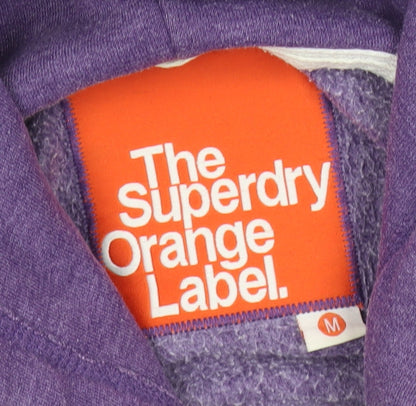 The
Superdry
Orange
Label.
M